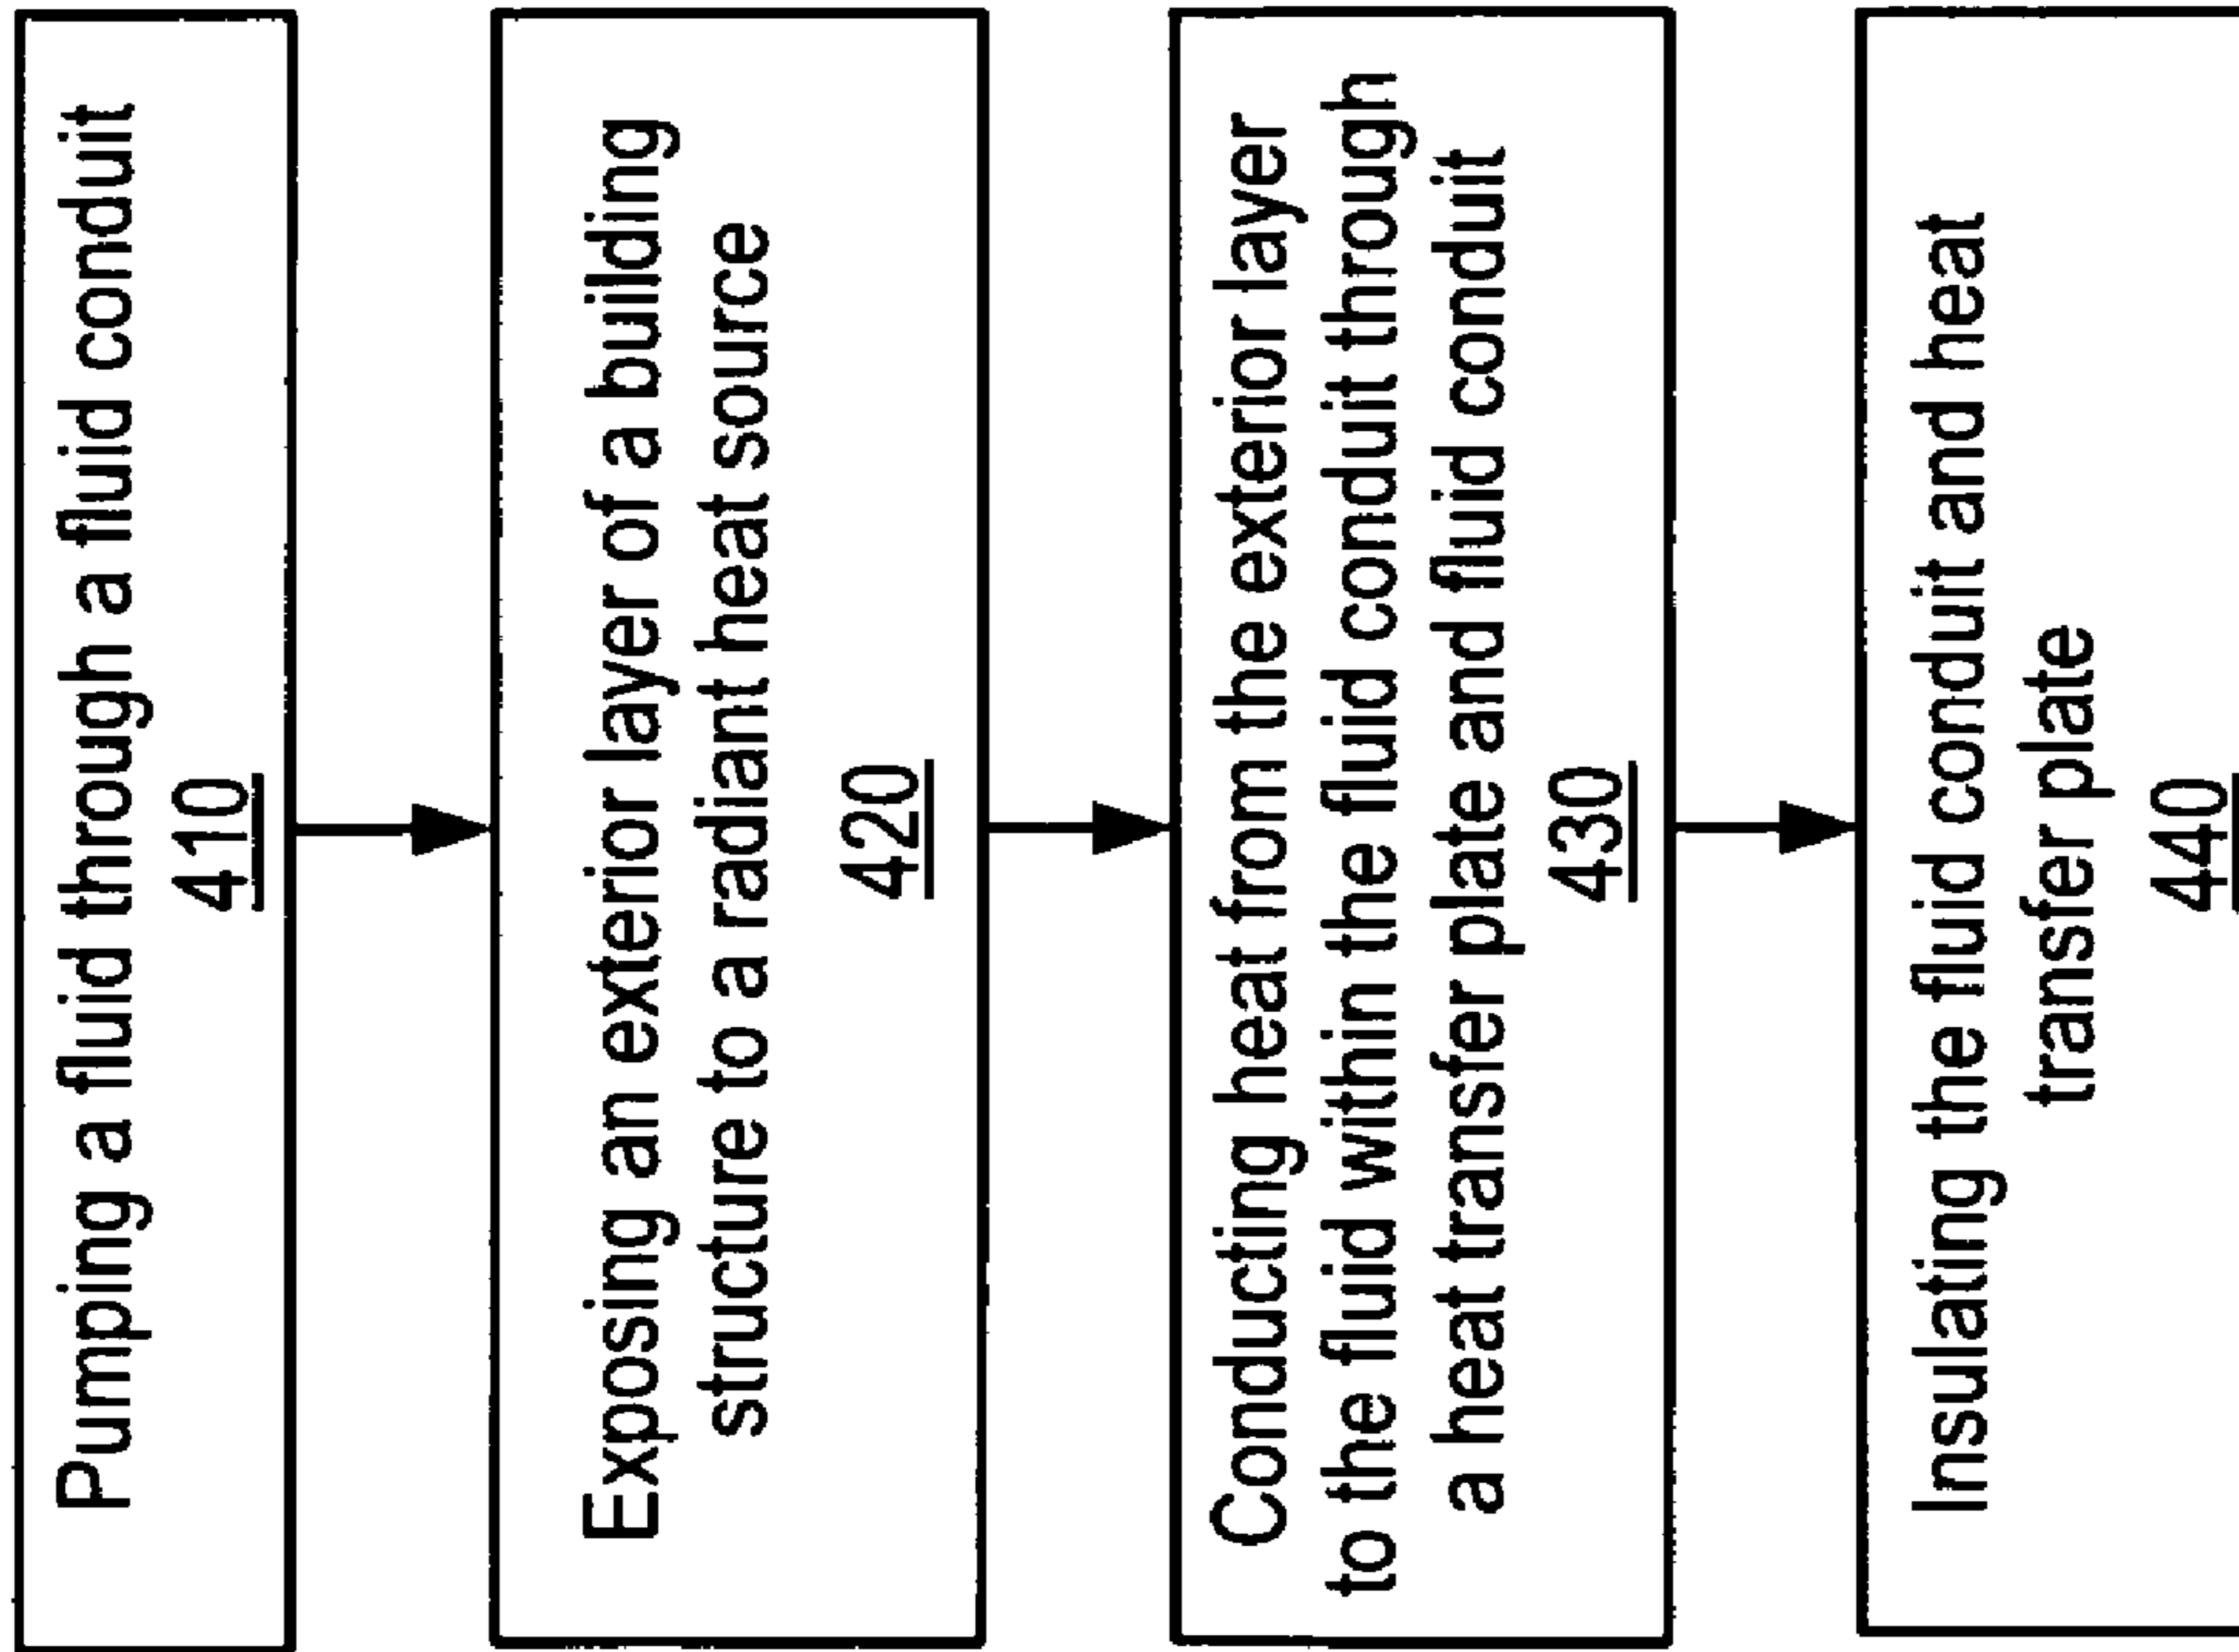 Pumping a fluid through a fluid conduit
410
Exposing an exterior layer of a building
structure to a radiant heat source
420
Conducting heat from the exterior layer
to the fluid within the fluid conduit through
a heat transfer plate and fluid conduit
430
Insulating the fluid conduit and heat
transfer plate
440